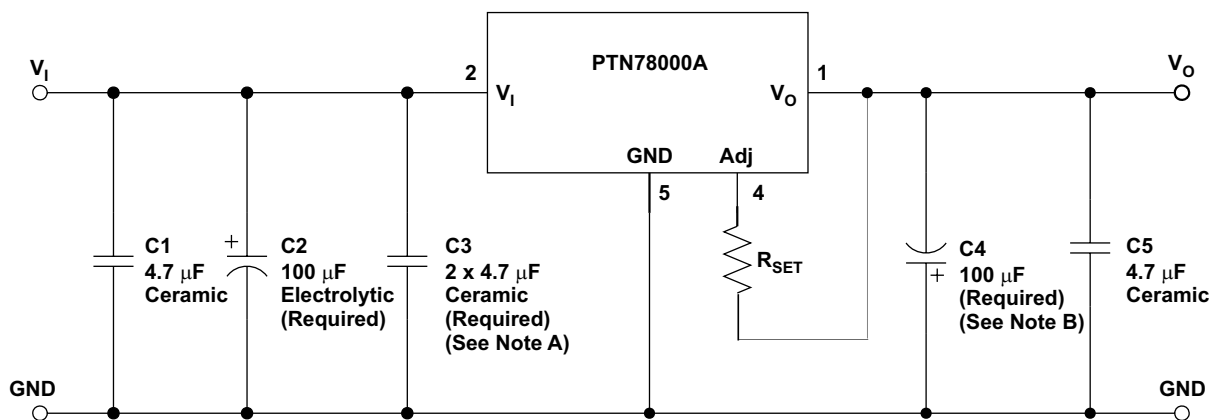 PTN78000A
V_I
2
V_I
V_O
1
V_O
GND
Adj
5
4
C1
4.7 μF
Ceramic
+
C2
100 μF
Electrolytic
(Required)
C3
2 x 4.7 μF
Ceramic
(Required)
(See Note A)
R_SET
+
C4
100 μF
(Required)
(See Note B)
C5
4.7 μF
Ceramic
GND
GND